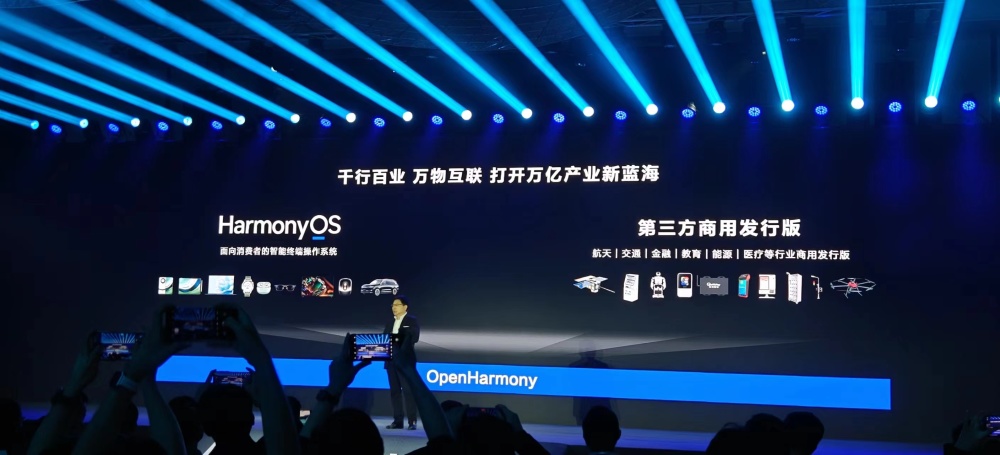 千行百业 万物互联 打开万亿产业新蓝海
HarmonyOS
面向消费者的智能终端操作系统
第三方商用发行版
航天 | 交通 | 金融 | 教育 | 能源 | 医疗等行业商用发行版
OpenHarmony